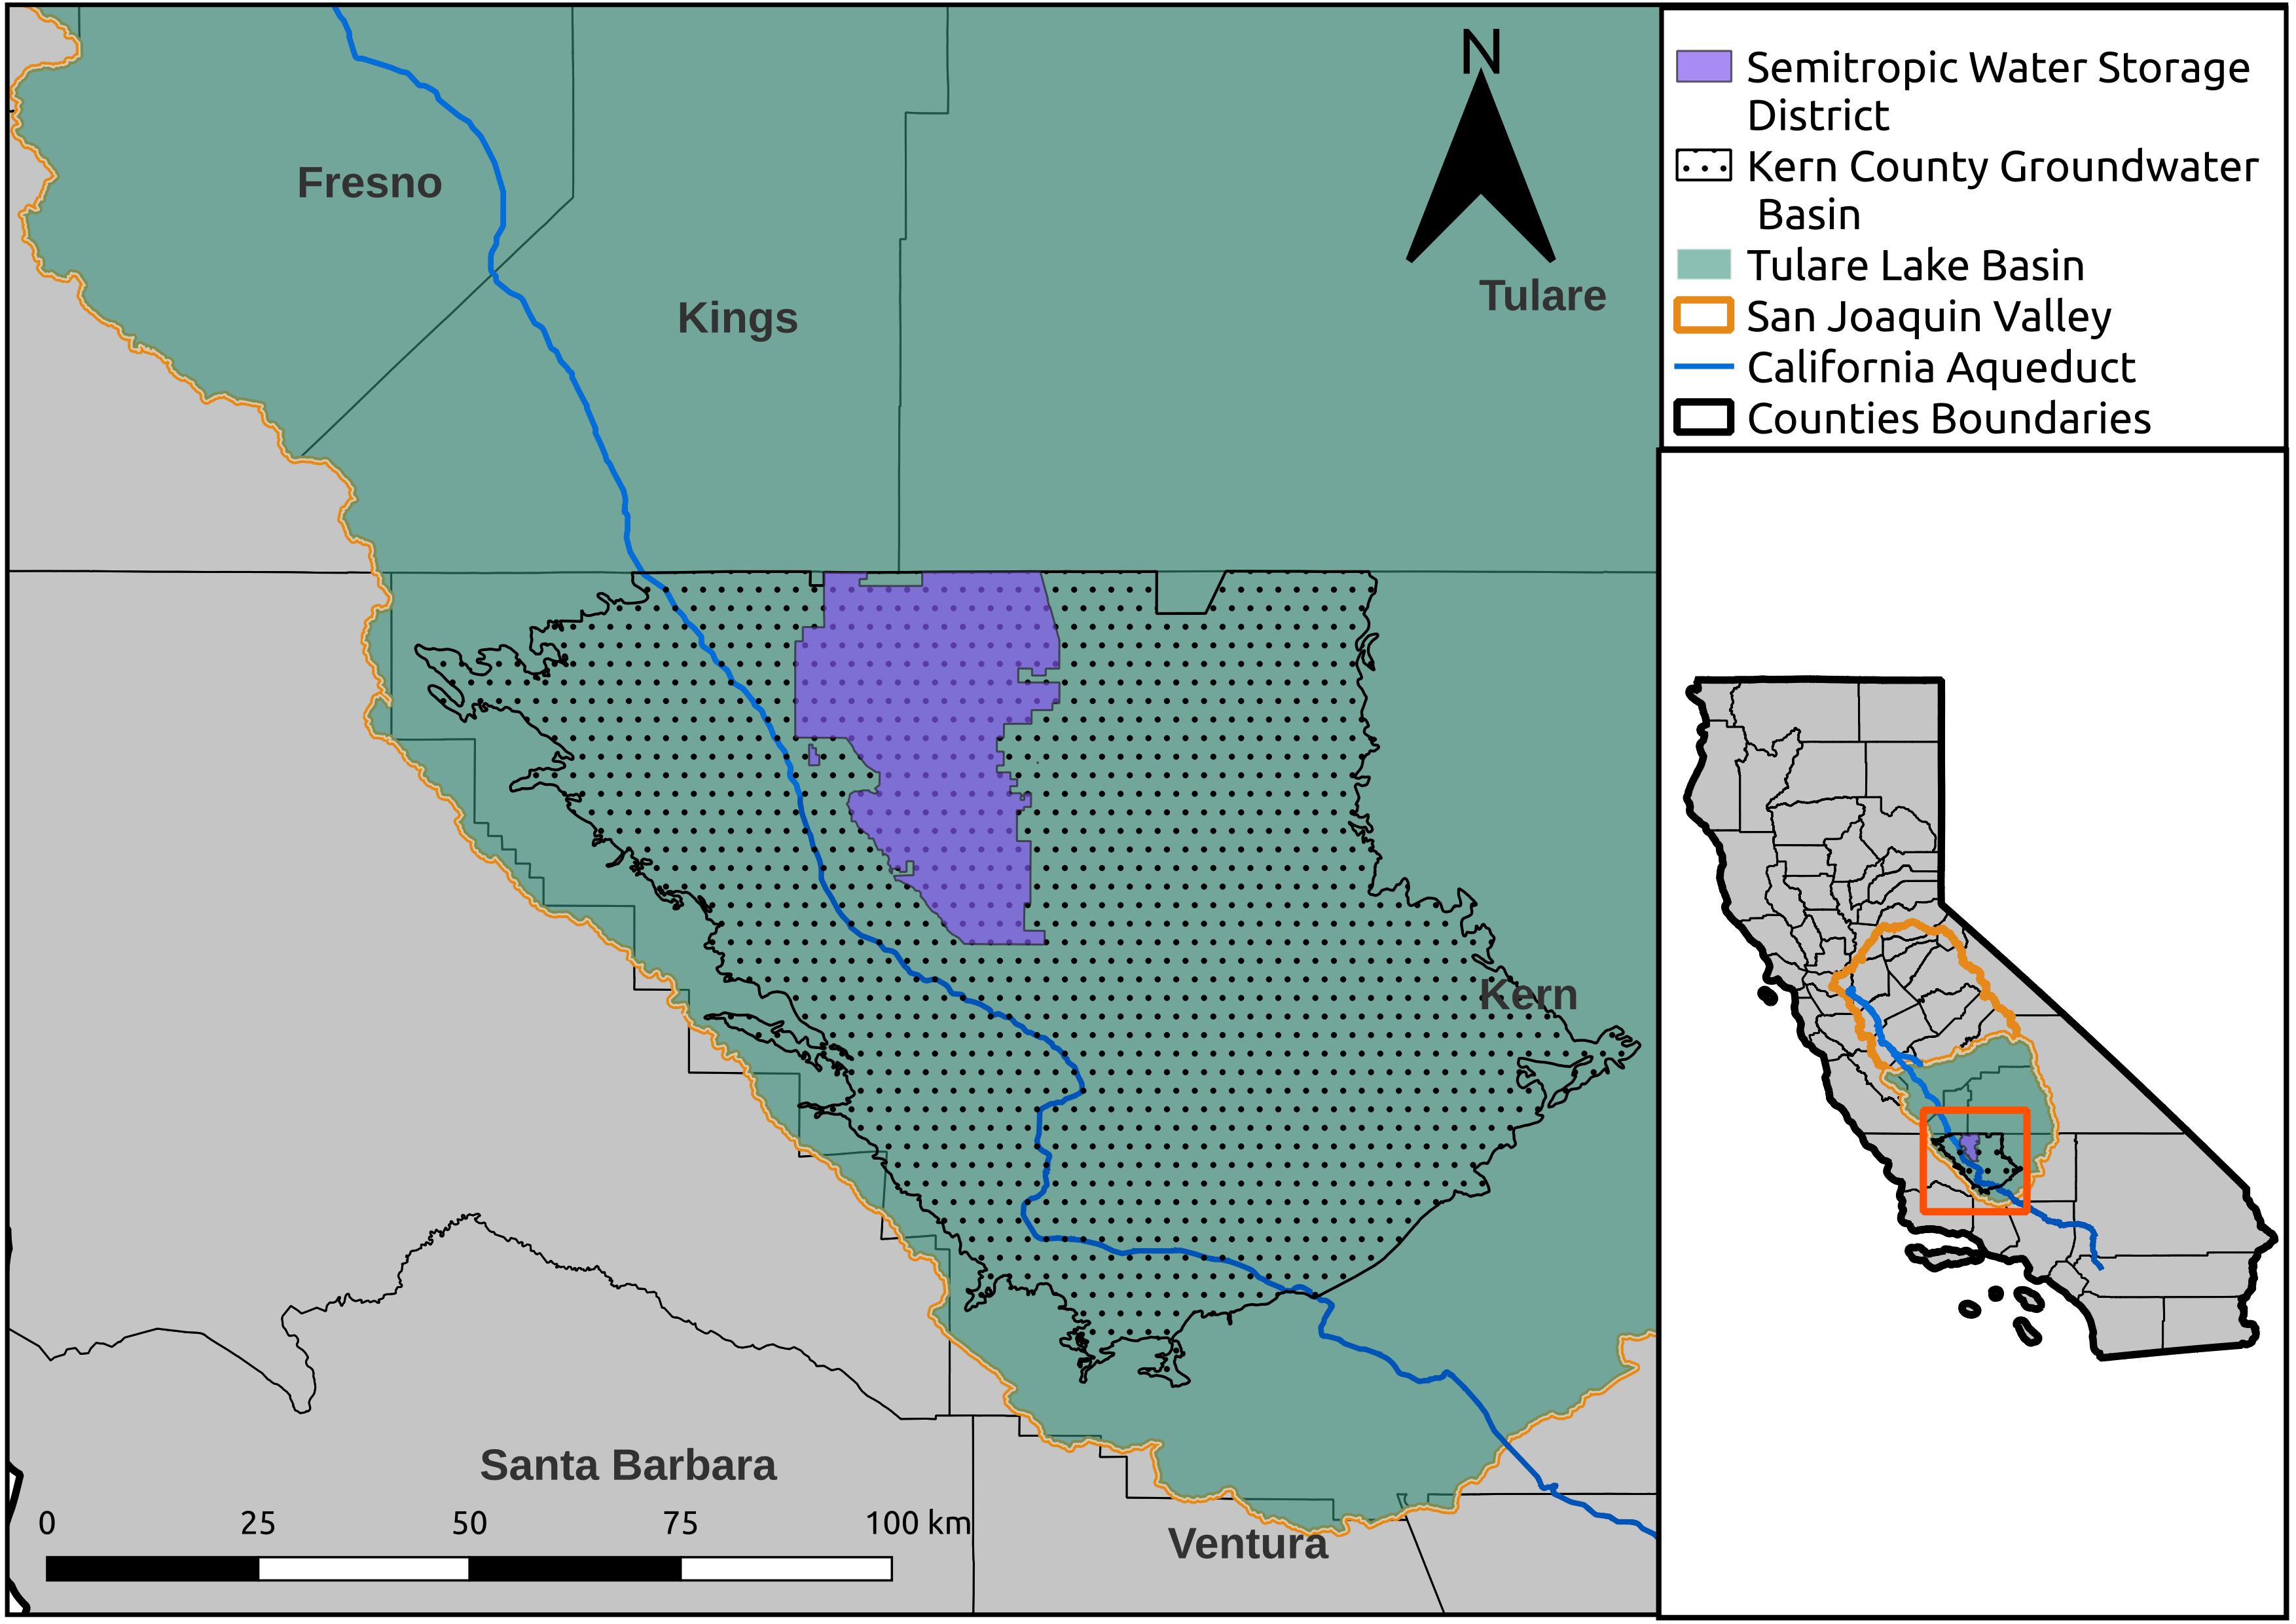 N
Fresno
Kings
Tulare
Kern
Santa Barbara
Ventura
0 25 50 75 100 km
Semitropic Water Storage
District
Kern County Groundwater
Basin
Tulare Lake Basin
San Joaquin Valley
California Aqueduct
Counties Boundaries